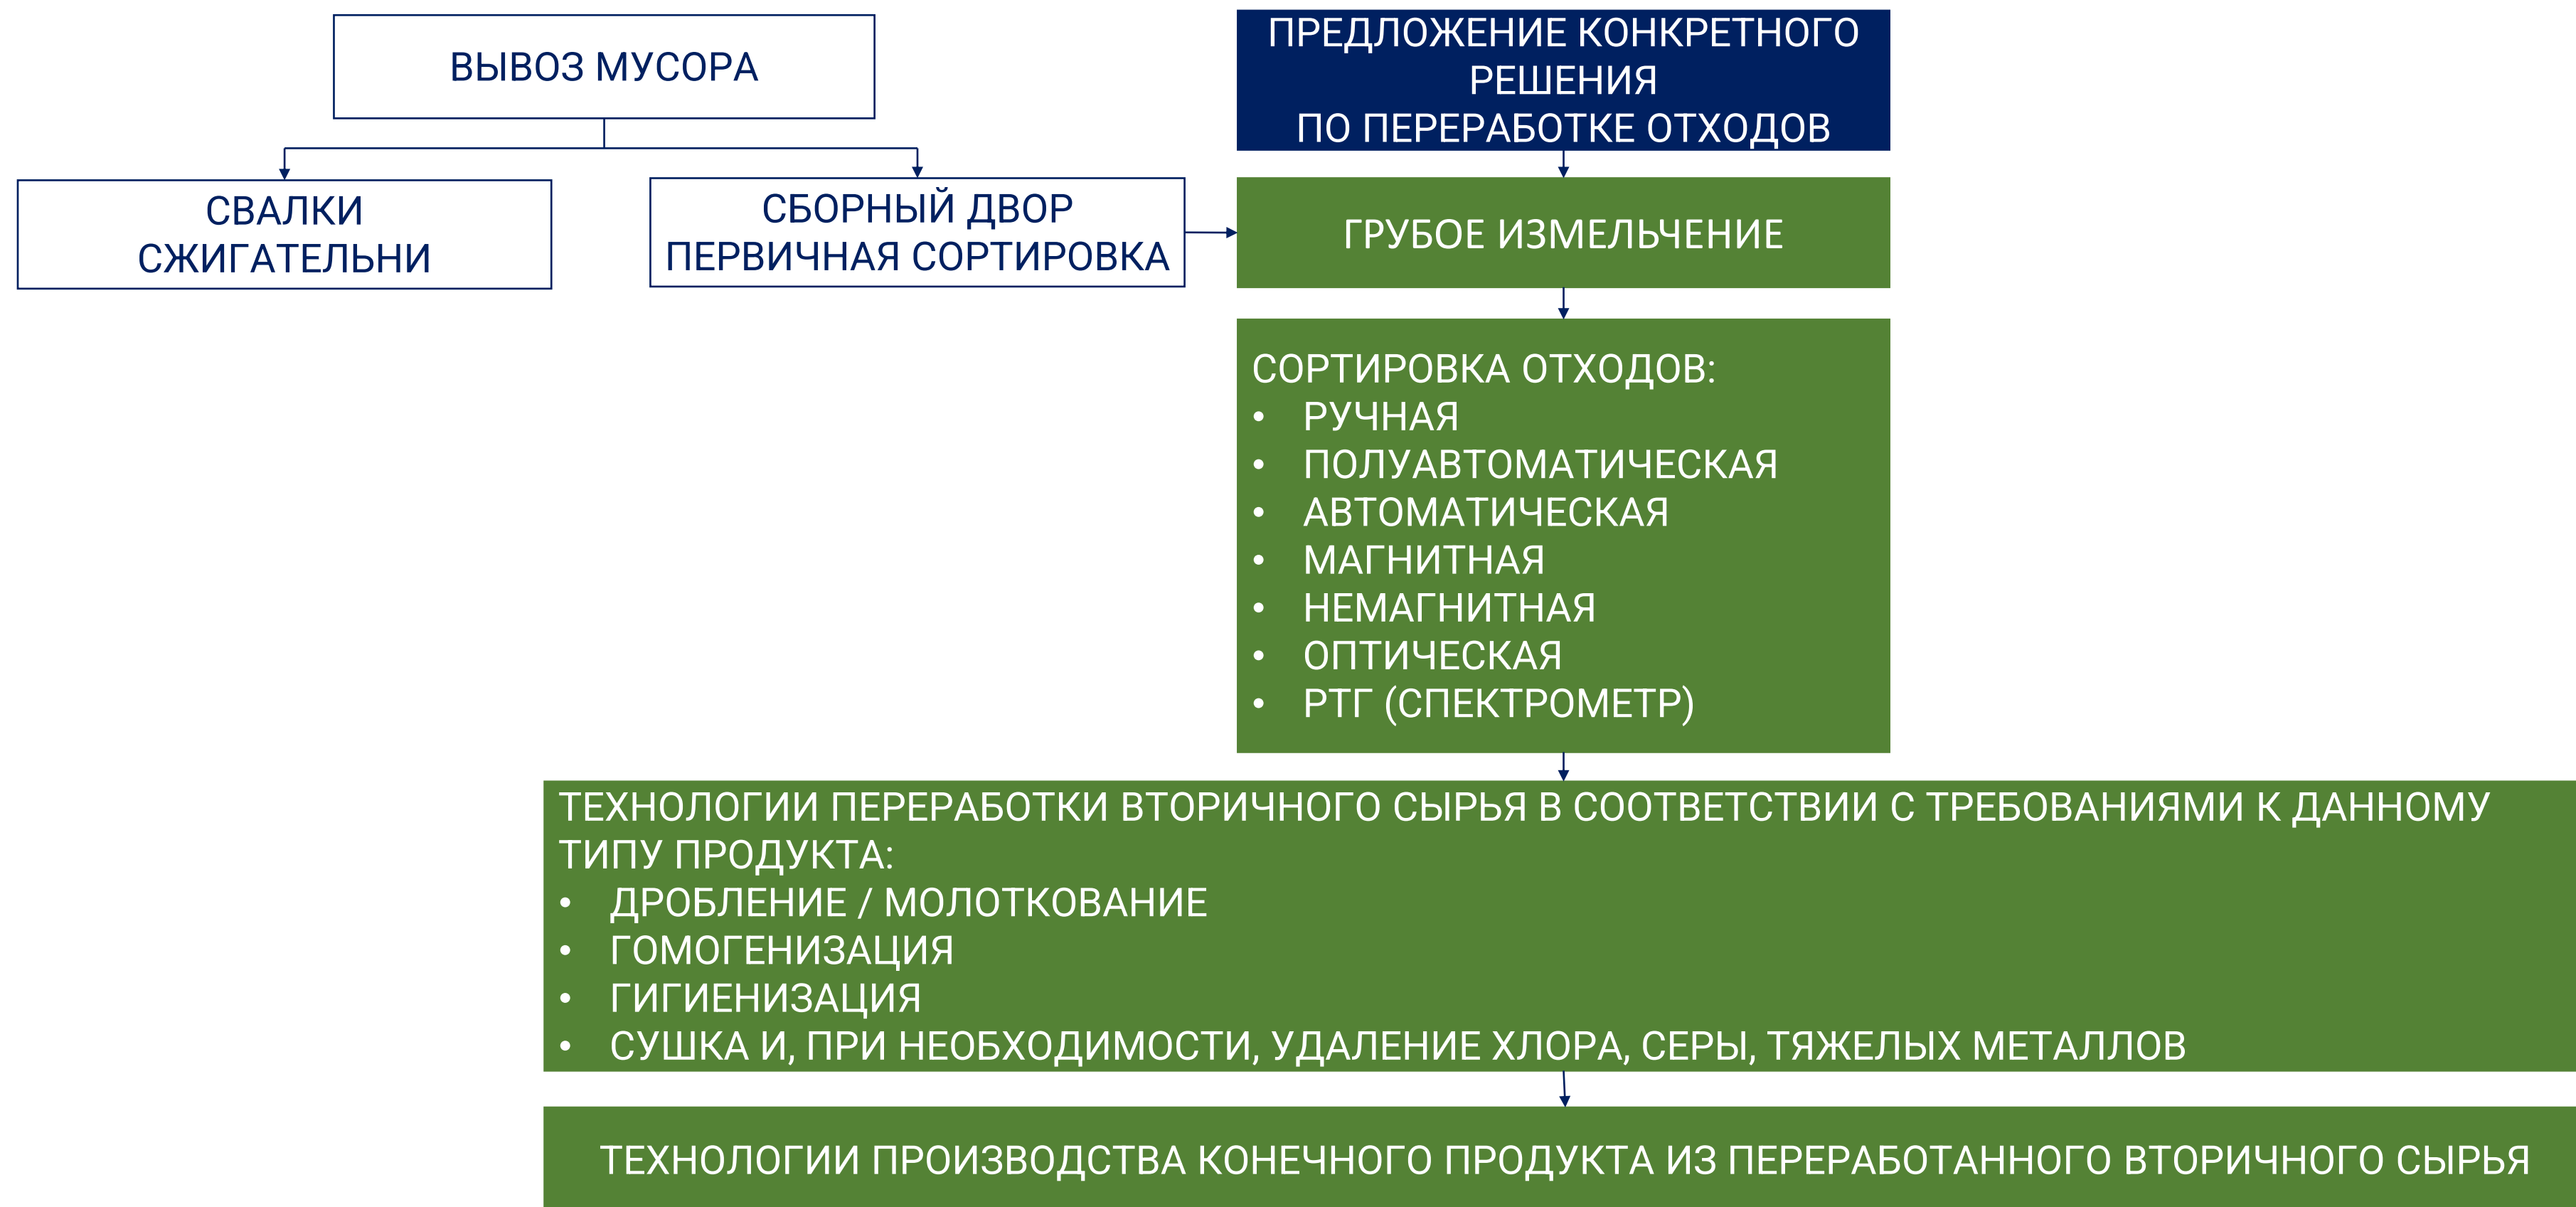 ВЫВОЗ МУСОРА
СВАЛКИ
СЖИГАТЕЛЬНИ
СБОРНЫЙ ДВОР
ПЕРВИЧНАЯ СОРТИРОВКА
ПРЕДЛОЖЕНИЕ КОНКРЕТНОГО
РЕШЕНИЯ
ПО ПЕРЕРАБОТКЕ ОТХОДОВ
ГРУБОЕ ИЗМЕЛЬЧЕНИЕ
СОРТИРОВКА ОТХОДОВ:
• РУЧНАЯ
• ПОЛУАВТОМАТИЧЕСКАЯ
• АВТОМАТИЧЕСКАЯ
• МАГНИТНАЯ
• НЕМАГНИТНАЯ
• ОПТИЧЕСКАЯ
• РТГ (СПЕКТРОМЕТР)
ТЕХНОЛОГИИ ПЕРЕРАБОТКИ ВТОРИЧНОГО СЫРЬЯ В СООТВЕТСТВИИ С ТРЕБОВАНИЯМИ К ДАННОМУ
ТИПУ ПРОДУКТА:
• ДРОБЛЕНИЕ / МОЛОТКОВАНИЕ
• ГОМОГЕНИЗАЦИЯ
• ГИГИЕНИЗАЦИЯ
• СУШКА И, ПРИ НЕОБХОДИМОСТИ, УДАЛЕНИЕ ХЛОРА, СЕРЫ, ТЯЖЕЛЫХ МЕТАЛЛОВ
ТЕХНОЛОГИИ ПРОИЗВОДСТВА КОНЕЧНОГО ПРОДУКТА ИЗ ПЕРЕРАБОТАННОГО ВТОРИЧНОГО СЫРЬЯ